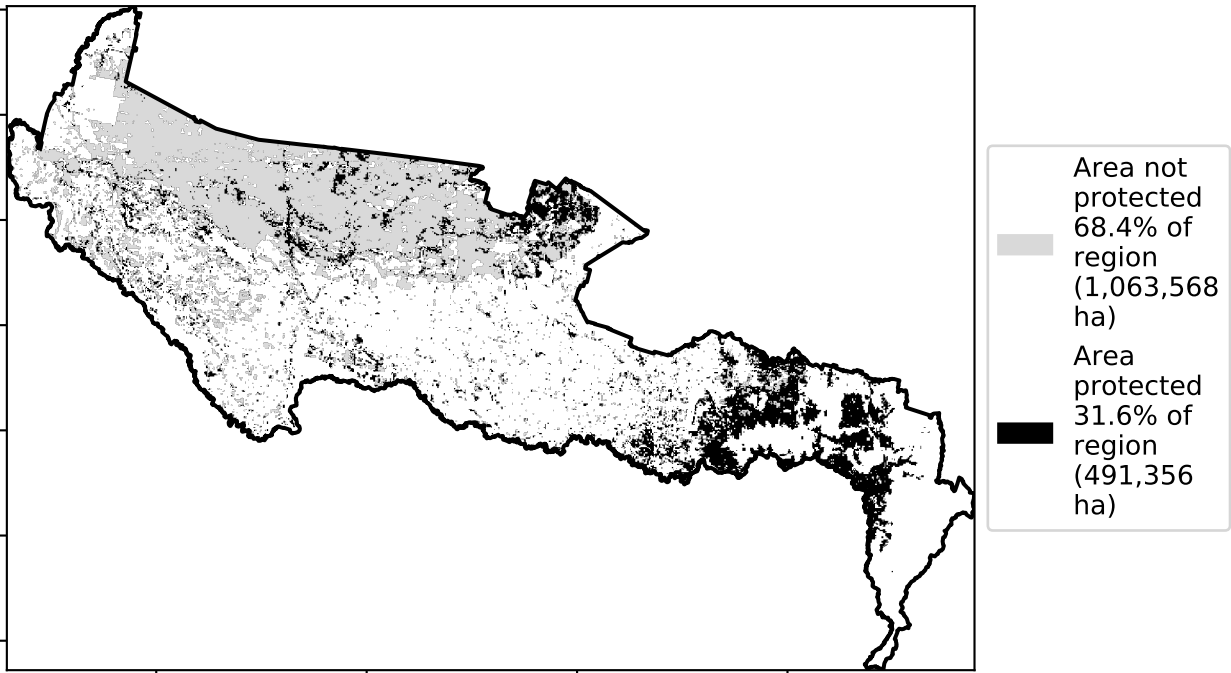 Area not
protected
68.4% of
region
(1,063,568
ha)
Area
protected
31.6% of
region
(491,356
ha)